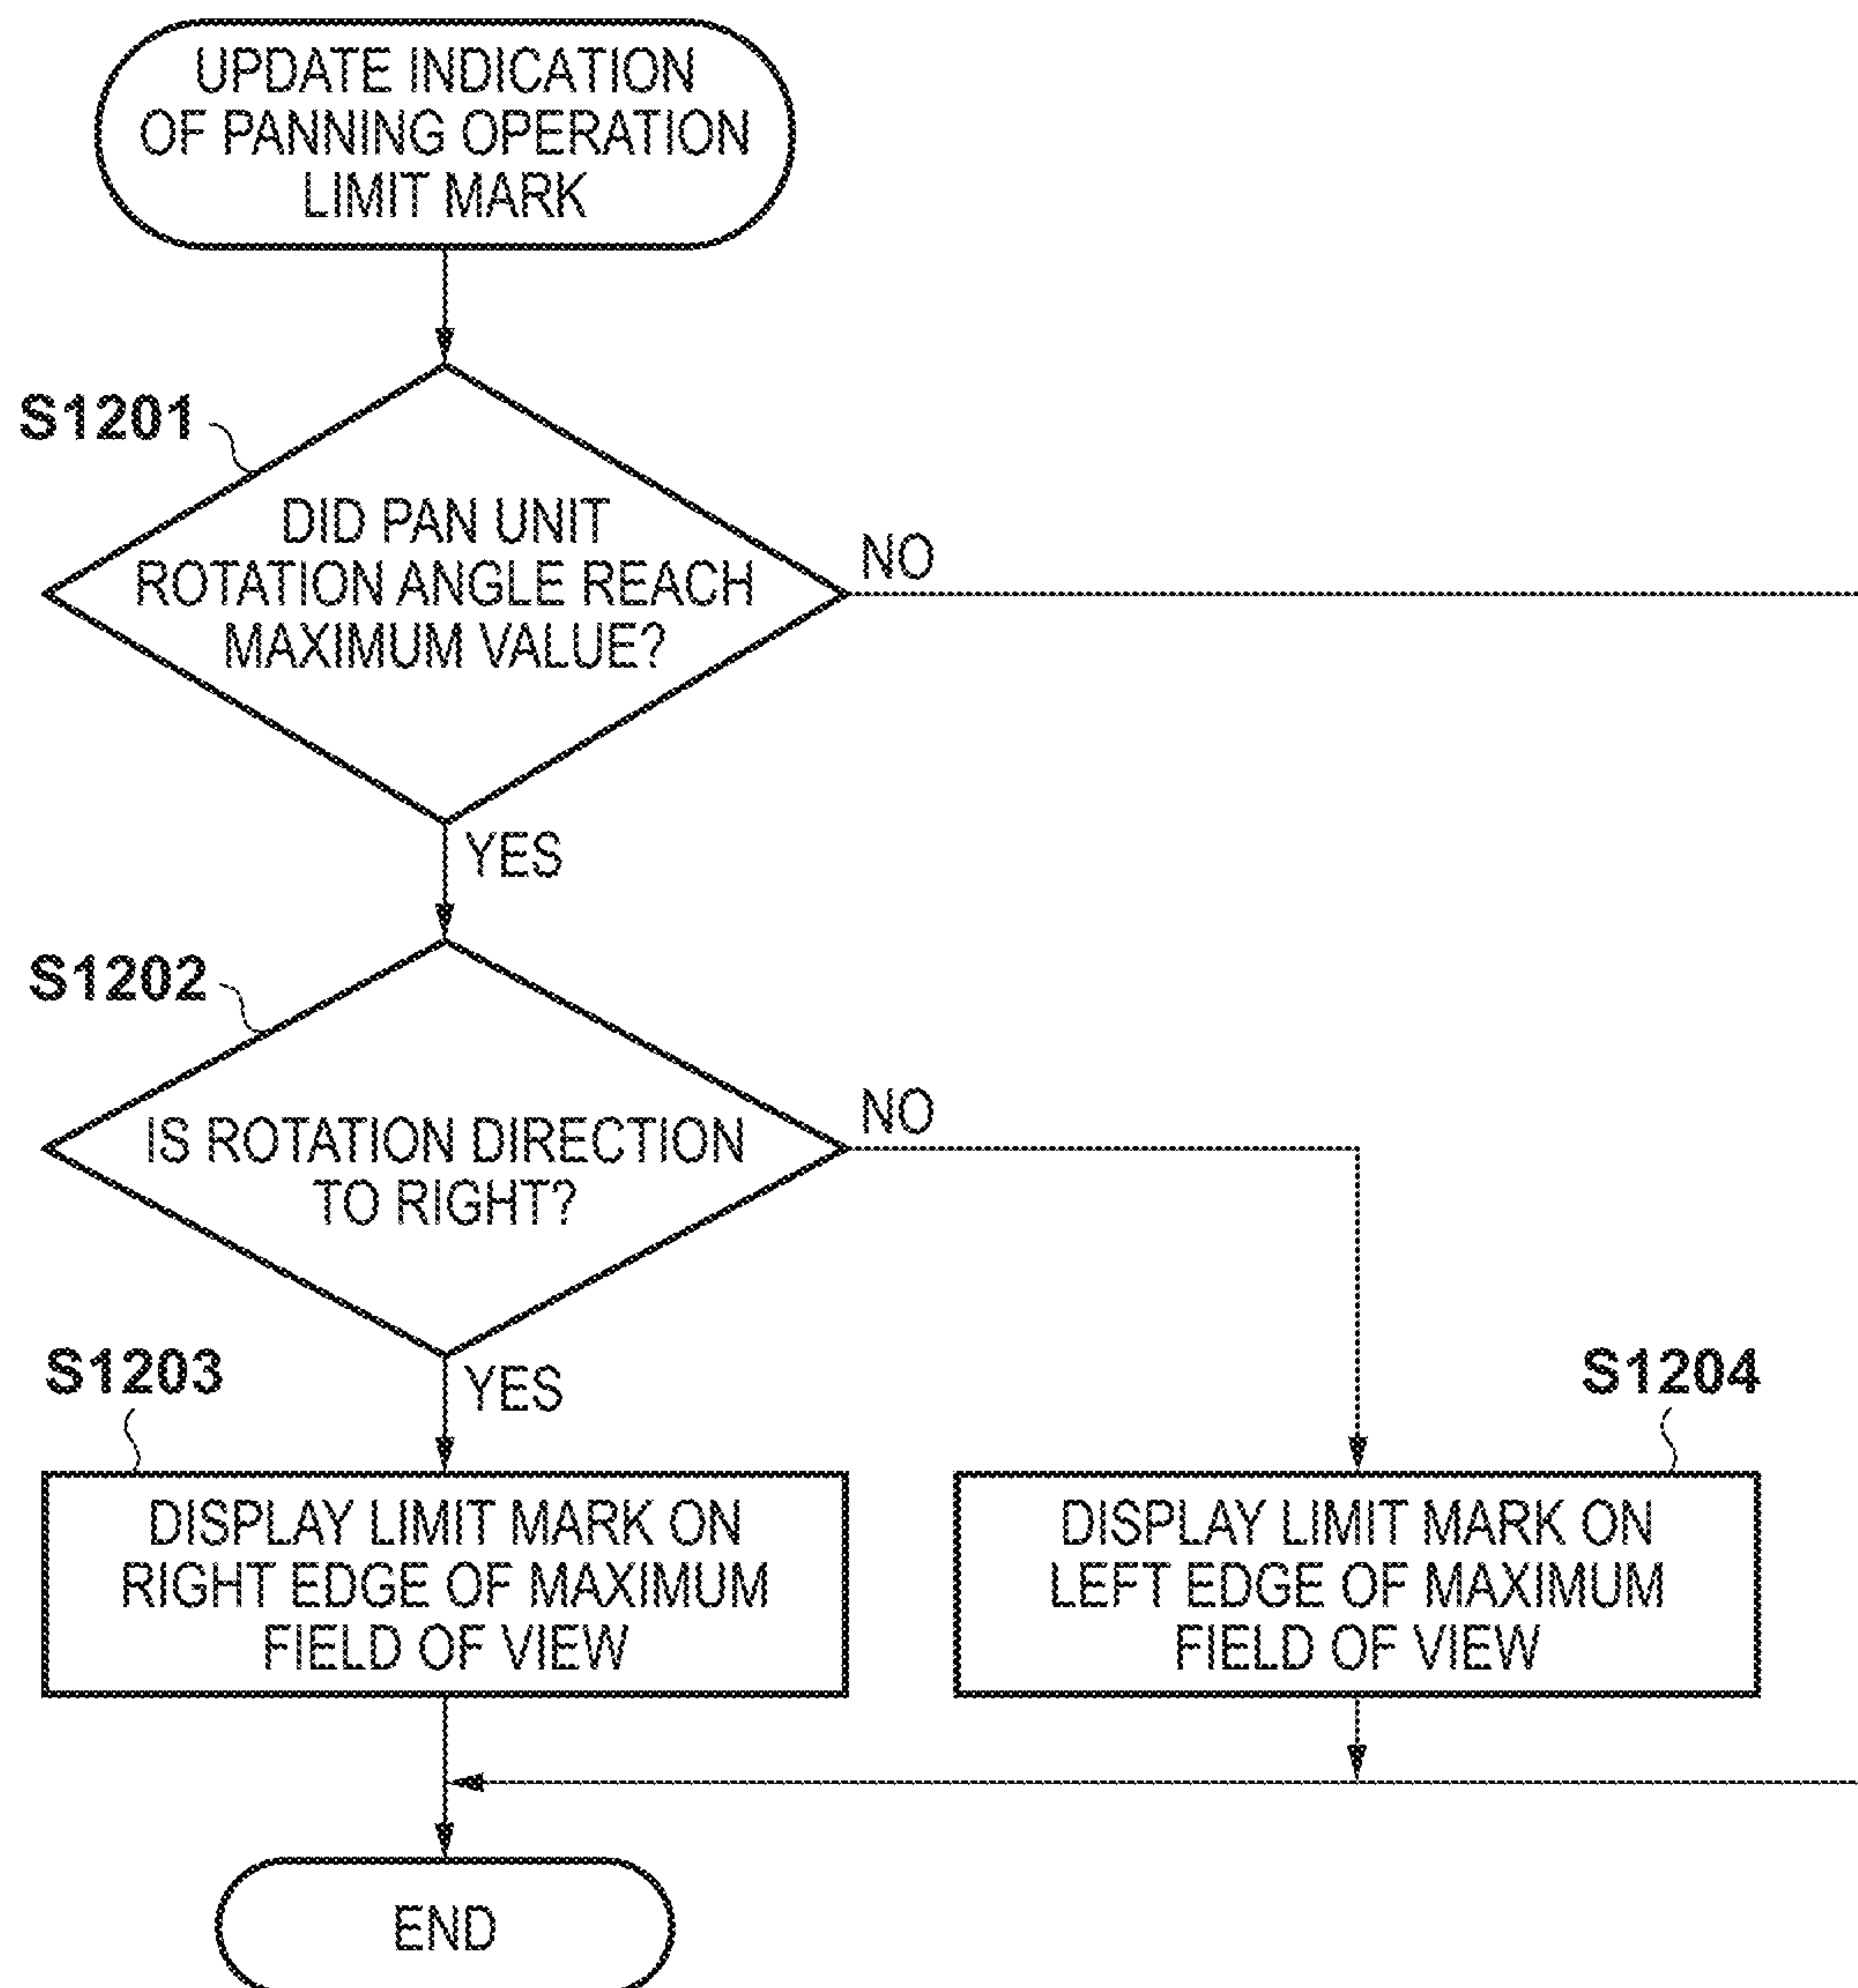 UPDATE INDICATION
OF PANNING OPERATION
LIMIT MARK
S1201
DID PAN UNIT
ROTATION ANGLE REACH
MAXIMUM VALUE?
NO
YES
S1202
IS ROTATION DIRECTION
TO RIGHT?
NO
YES
S1203
S1204
DISPLAY LIMIT MARK ON
RIGHT EDGE OF MAXIMUM
FIELD OF VIEW
DISPLAY LIMIT MARK ON
LEFT EDGE OF MAXIMUM
FIELD OF VIEW
END